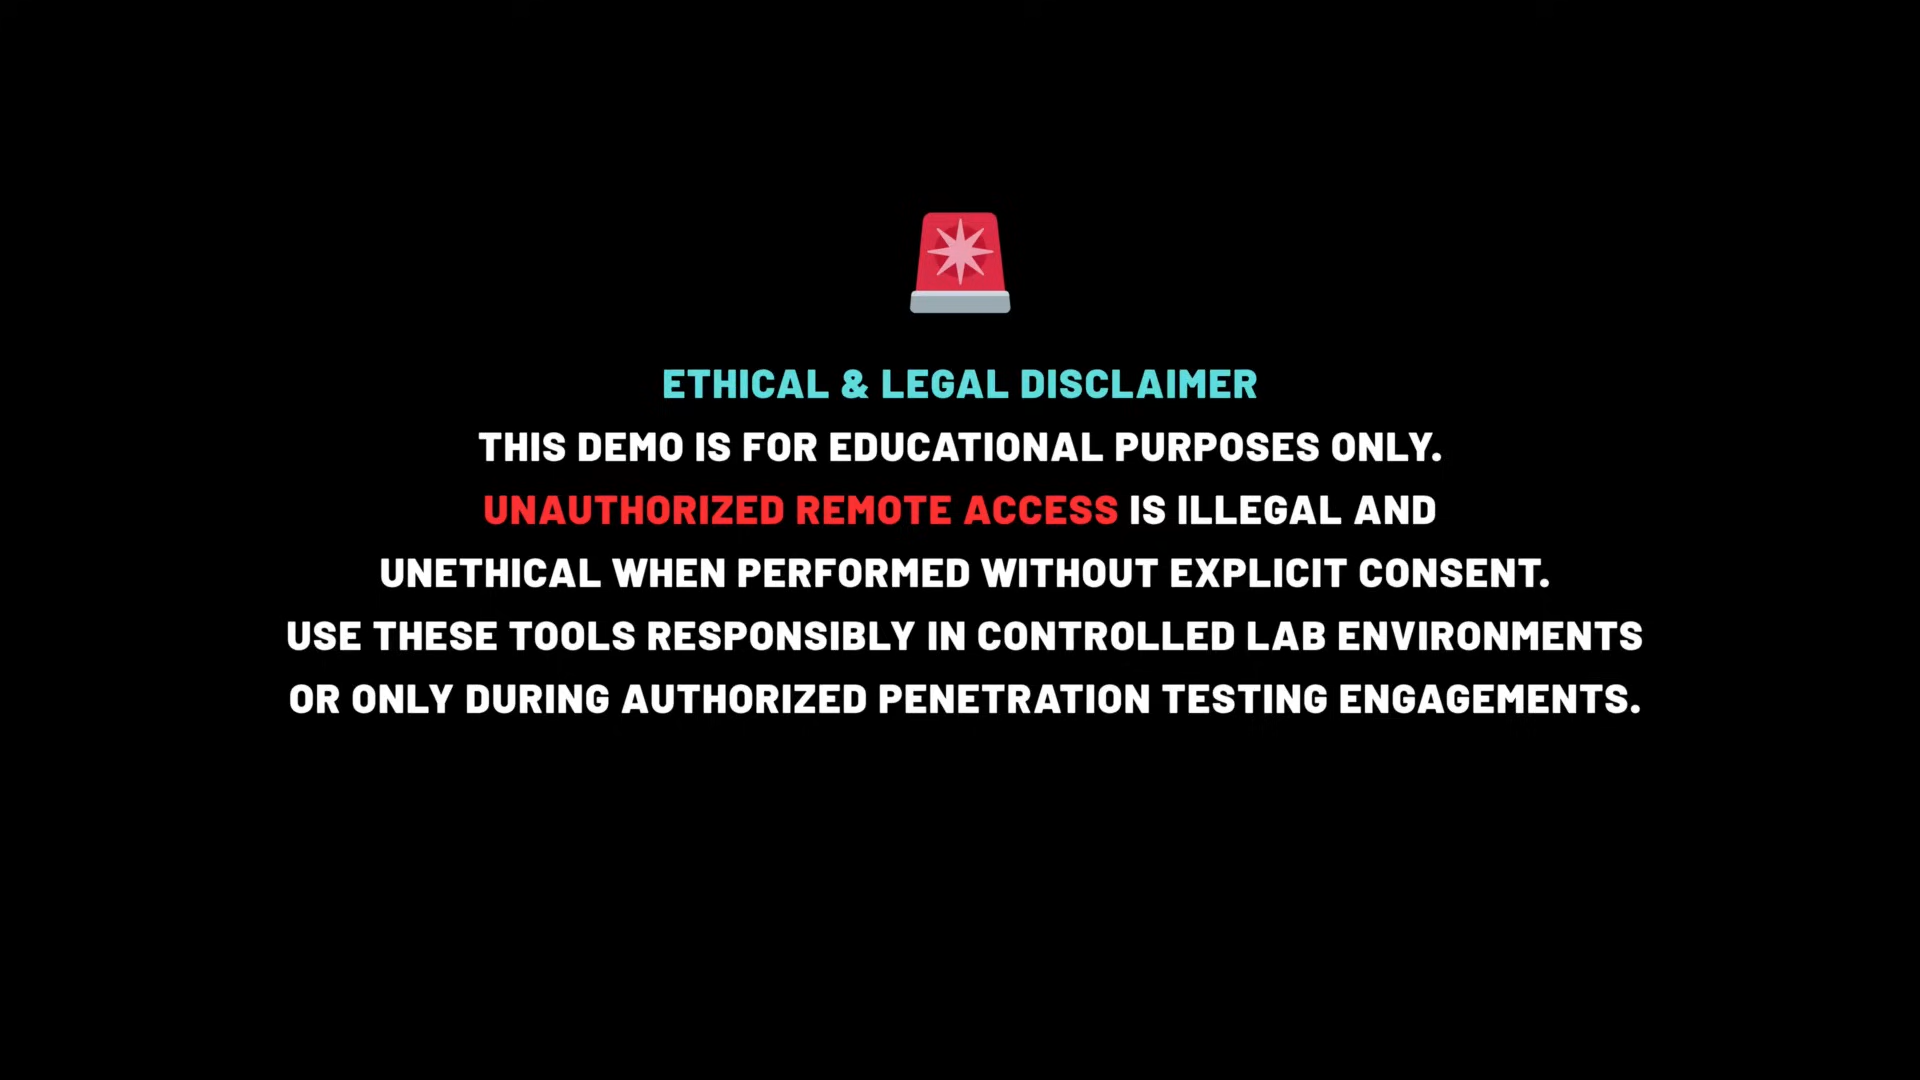 ETHICAL & LEGAL DISCLAIMER
THIS DEMO IS FOR EDUCATIONAL PURPOSES ONLY.
UNAUTHORIZED REMOTE ACCESS IS ILLEGAL AND
UNETHICAL WHEN PERFORMED WITHOUT EXPLICIT CONSENT.
USE THESE TOOLS RESPONSIBLY IN CONTROLLED LAB ENVIRONMENTS
OR ONLY DURING AUTHORIZED PENETRATION TESTING ENGAGEMENTS.